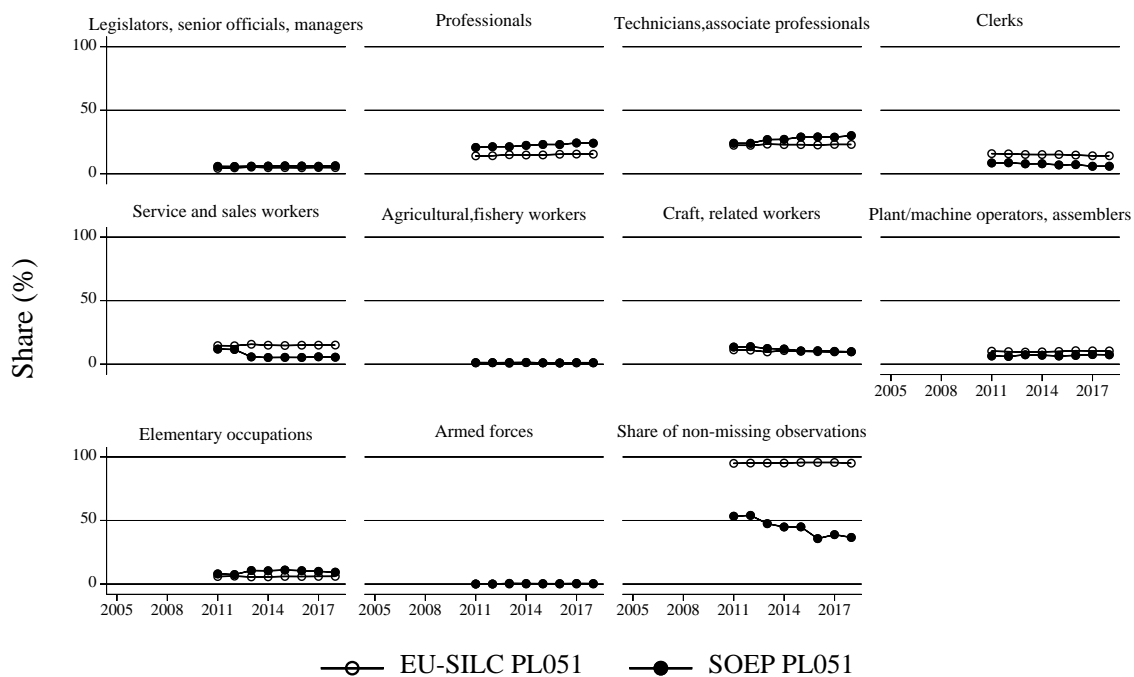 Legislators, senior officials, managers
Professionals
Technicians,associate professionals
Clerks
100
50
0
Service and sales workers
Agricultural,fishery workers
Craft, related workers
Plant/machine operators, assemblers
100
50
0
2005 2008 2011 2014 2017
Elementary occupations
Armed forces
Share of non-missing observations
100
50
0
2005 2008 2011 2014 2017
2005 2008 2011 2014 2017
2005 2008 2011 2014 2017
Share (%)
EU-SILC PL051
SOEP PL051